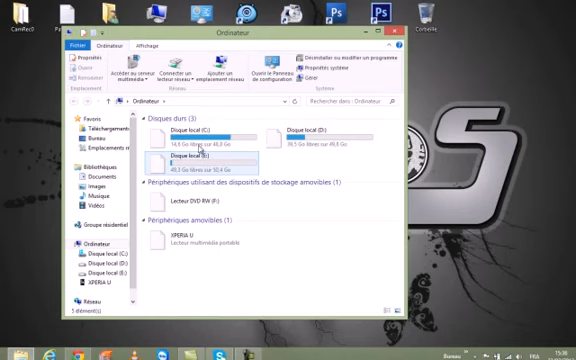 CamRec0
Corbeille
Ordinateur
Fichier
Ordinateur
Affichage
Propriétés
Ouvrir
Renommer
Accéder au serveur multimédia
Connecter un lecteur réseau
Ajouter un emplacement réseau
Ouvrir le Panneau de configuration
Désinstaller ou modifier un programme
Propriétés système
Gérer
Emplacement
Réseau
Système
Ordinateur
Rechercher dans : Ordinateur
Favoris
Téléchargements
Bureau
Emplacements ré
Bibliothèques
Documents
Images
Musique
Vidéos
Groupe résidentiel
Ordinateur
Disque local (C:)
Disque local (D:)
Disque local (E:)
XPERIA U
Réseau
Disques durs (3)
Disque local (C:)
14,8 Go libres sur 48,8 Go
Disque local (D:)
39,5 Go libres sur 49,8 Go
Disque local (E:)
49,3 Go libres sur 50,4 Go
Périphériques utilisant des dispositifs de stockage amovibles (1)
Lecteur DVD RW (F:)
Périphériques amovibles (1)
XPERIA U
Lecteur multimédia portable
5 élément(s)
Bureau
FRA
15:36